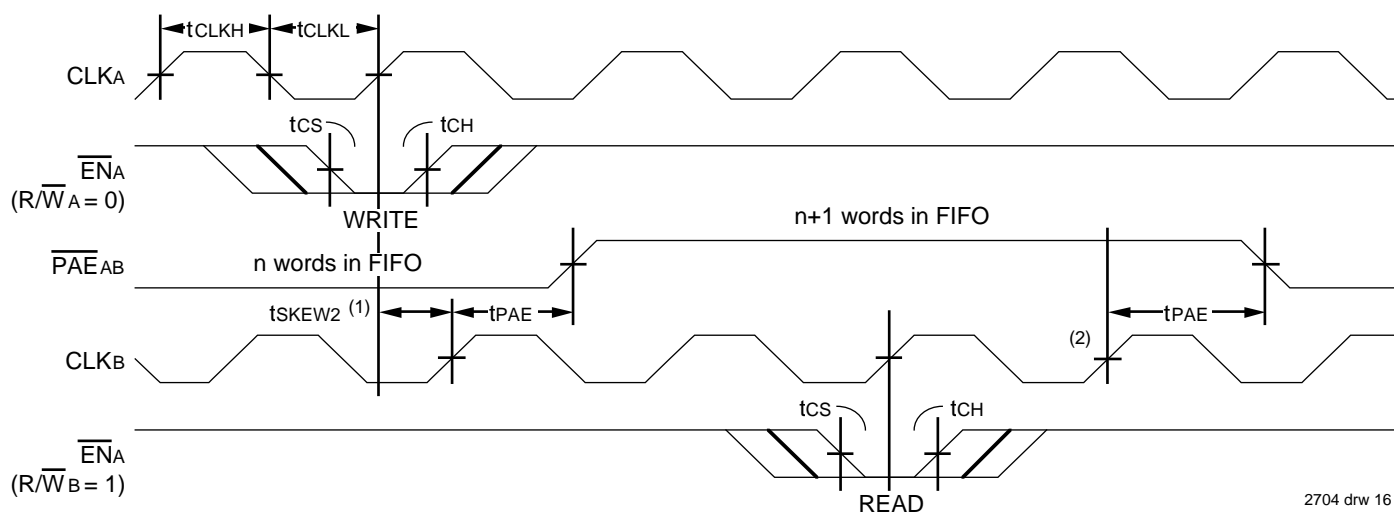 tCLKH
tCLKL
CLKA
tCS
tCH
ENA
(R/WA = 0)
WRITE
n+1 words in FIFO
PAEAB
n words in FIFO
tSKEW2 (1)
tPAE
tPAE
CLKB
(2)
tCS
tCH
ENA
(R/WB = 1)
READ
2704 drw 16